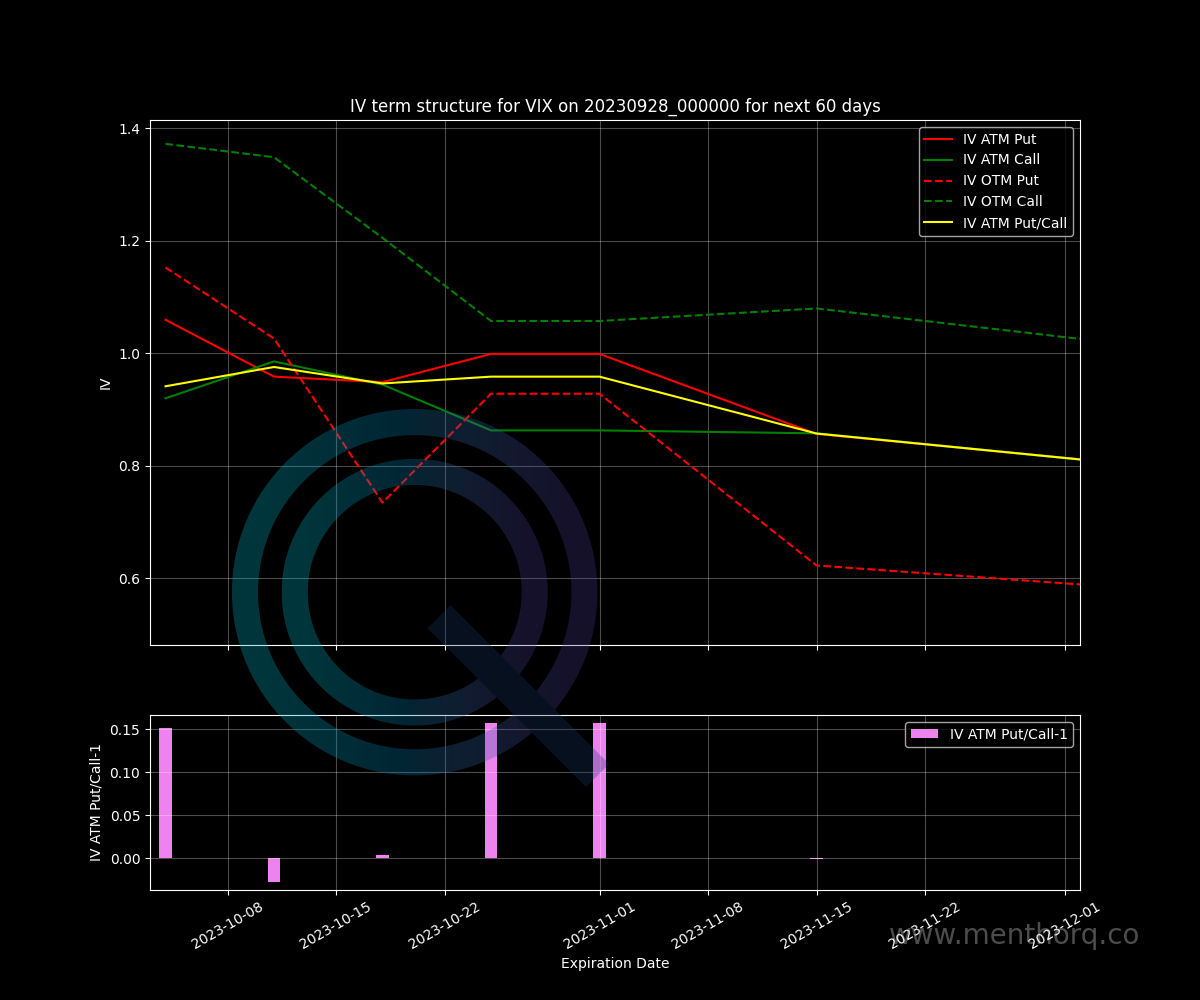 IV term structure for VIX on 20230928_000000 for next 60 days
1.4
1.2
1.0
0.8
0.6
IV
IV ATM Put
IV ATM Call
IV OTM Put
IV OTM Call
IV ATM Put/Call
0.15
0.10
0.05
0.00
IV ATM Put/Call-1
IV ATM Put/Call-1
2023-10-08
2023-10-15
2023-10-22
2023-11-01
2023-11-08
2023-11-15
2023-11-22
2023-12-01
www.menthorq.co
Expiration Date